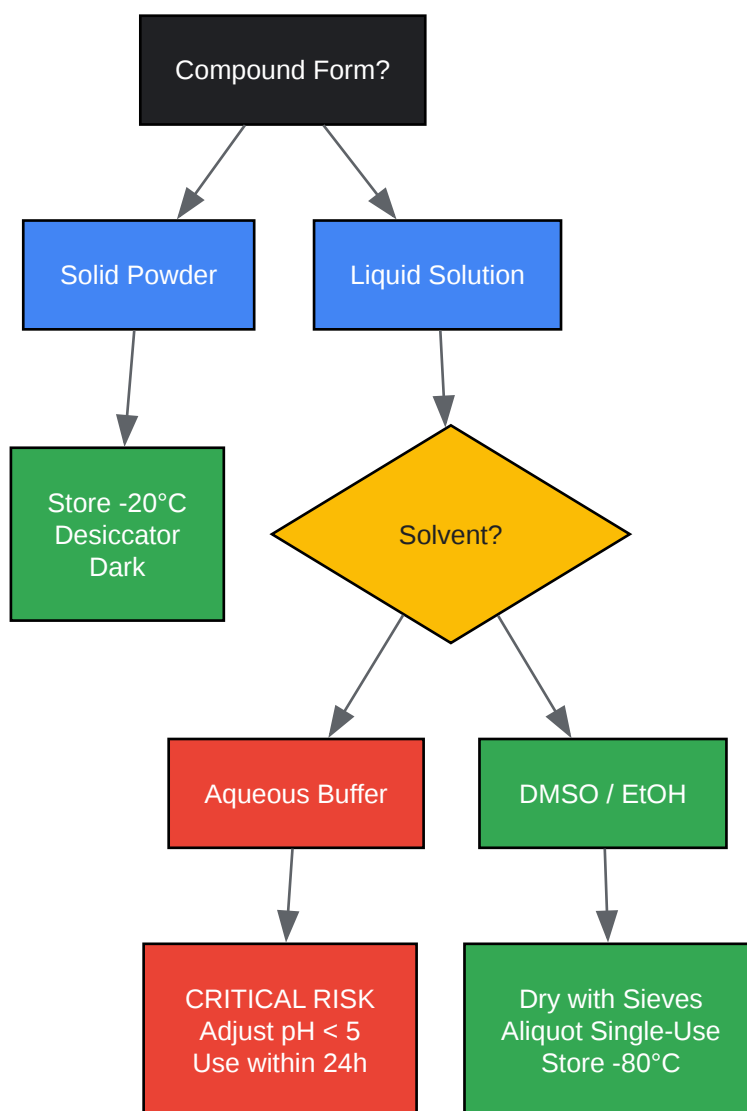 Compound Form?
Solid Powder
Liquid Solution
Store -20°C
Desiccator
Dark
Solvent?
Aqueous Buffer
DMSO / EtOH
CRITICAL RISK
Adjust pH < 5
Use within 24h
Dry with Sieves
Aliquot Single-Use
Store -80°C